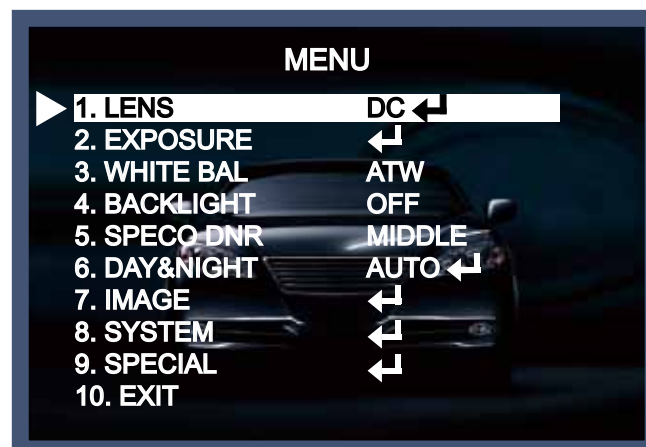 MENU
1. LENS DC
2. EXPOSURE
3. WHITE BAL ATW
4. BACKLIGHT OFF
5. SPECO DNR MIDDLE
6. DAY&NIGHT AUTO
7. IMAGE
8. SYSTEM
9. SPECIAL
10. EXIT